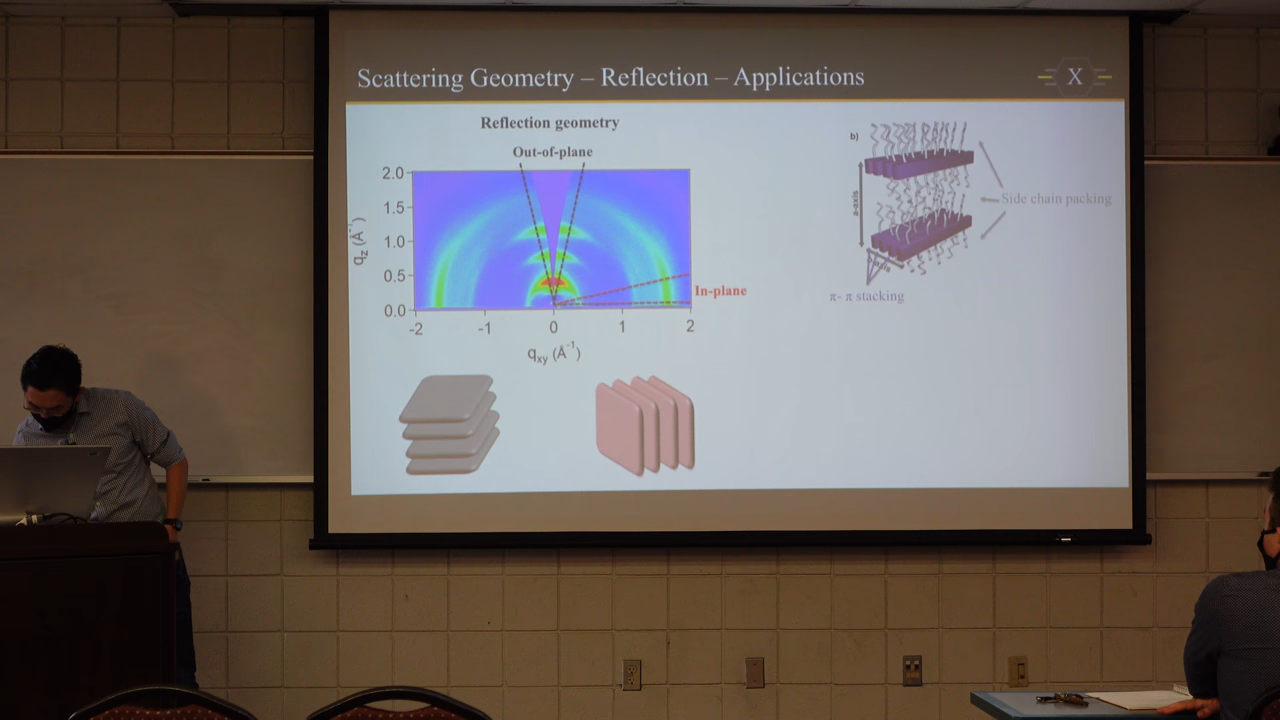 Scattering Geometry – Reflection – Applications
X
Reflection geometry
Out-of-plane
2.0
1.5
1.0
0.5
0.0
qz (Å-1)
-2 -1 0 1 2
qxy (Å-1)
In-plane
b)
a-axis
Side chain packing
π- π stacking